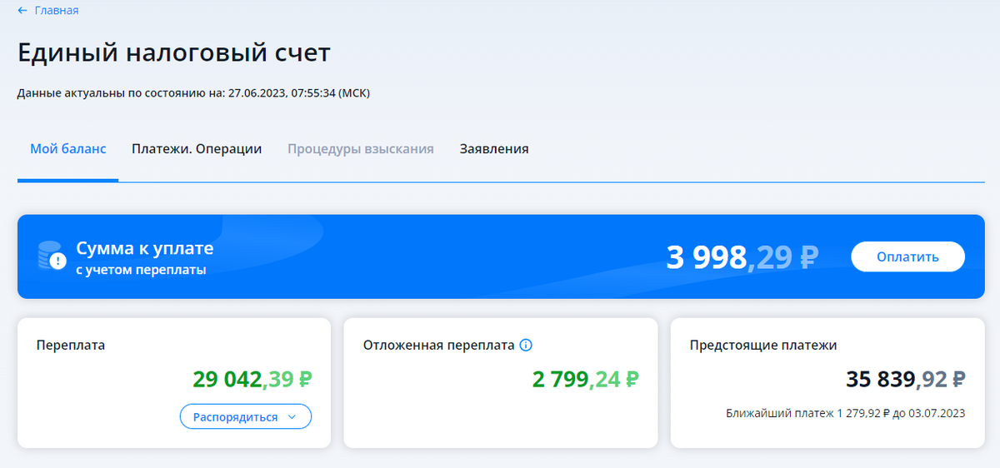 ← Главная
Единый налоговый счет
Данные актуальны по состоянию на: 27.06.2023, 07:55:34 (МСК)
Мой баланс Платежи. Операции Процедуры взыскания Заявления
Сумма к уплате
с учетом переплаты
3 998,29 ₽ Оплатить
Переплата
29 042,39 ₽
Распорядиться
Отложенная переплата
2 799,24 ₽
Предстоящие платежи
35 839,92 ₽
Ближайший платеж 1 279,92 ₽ до 03.07.2023